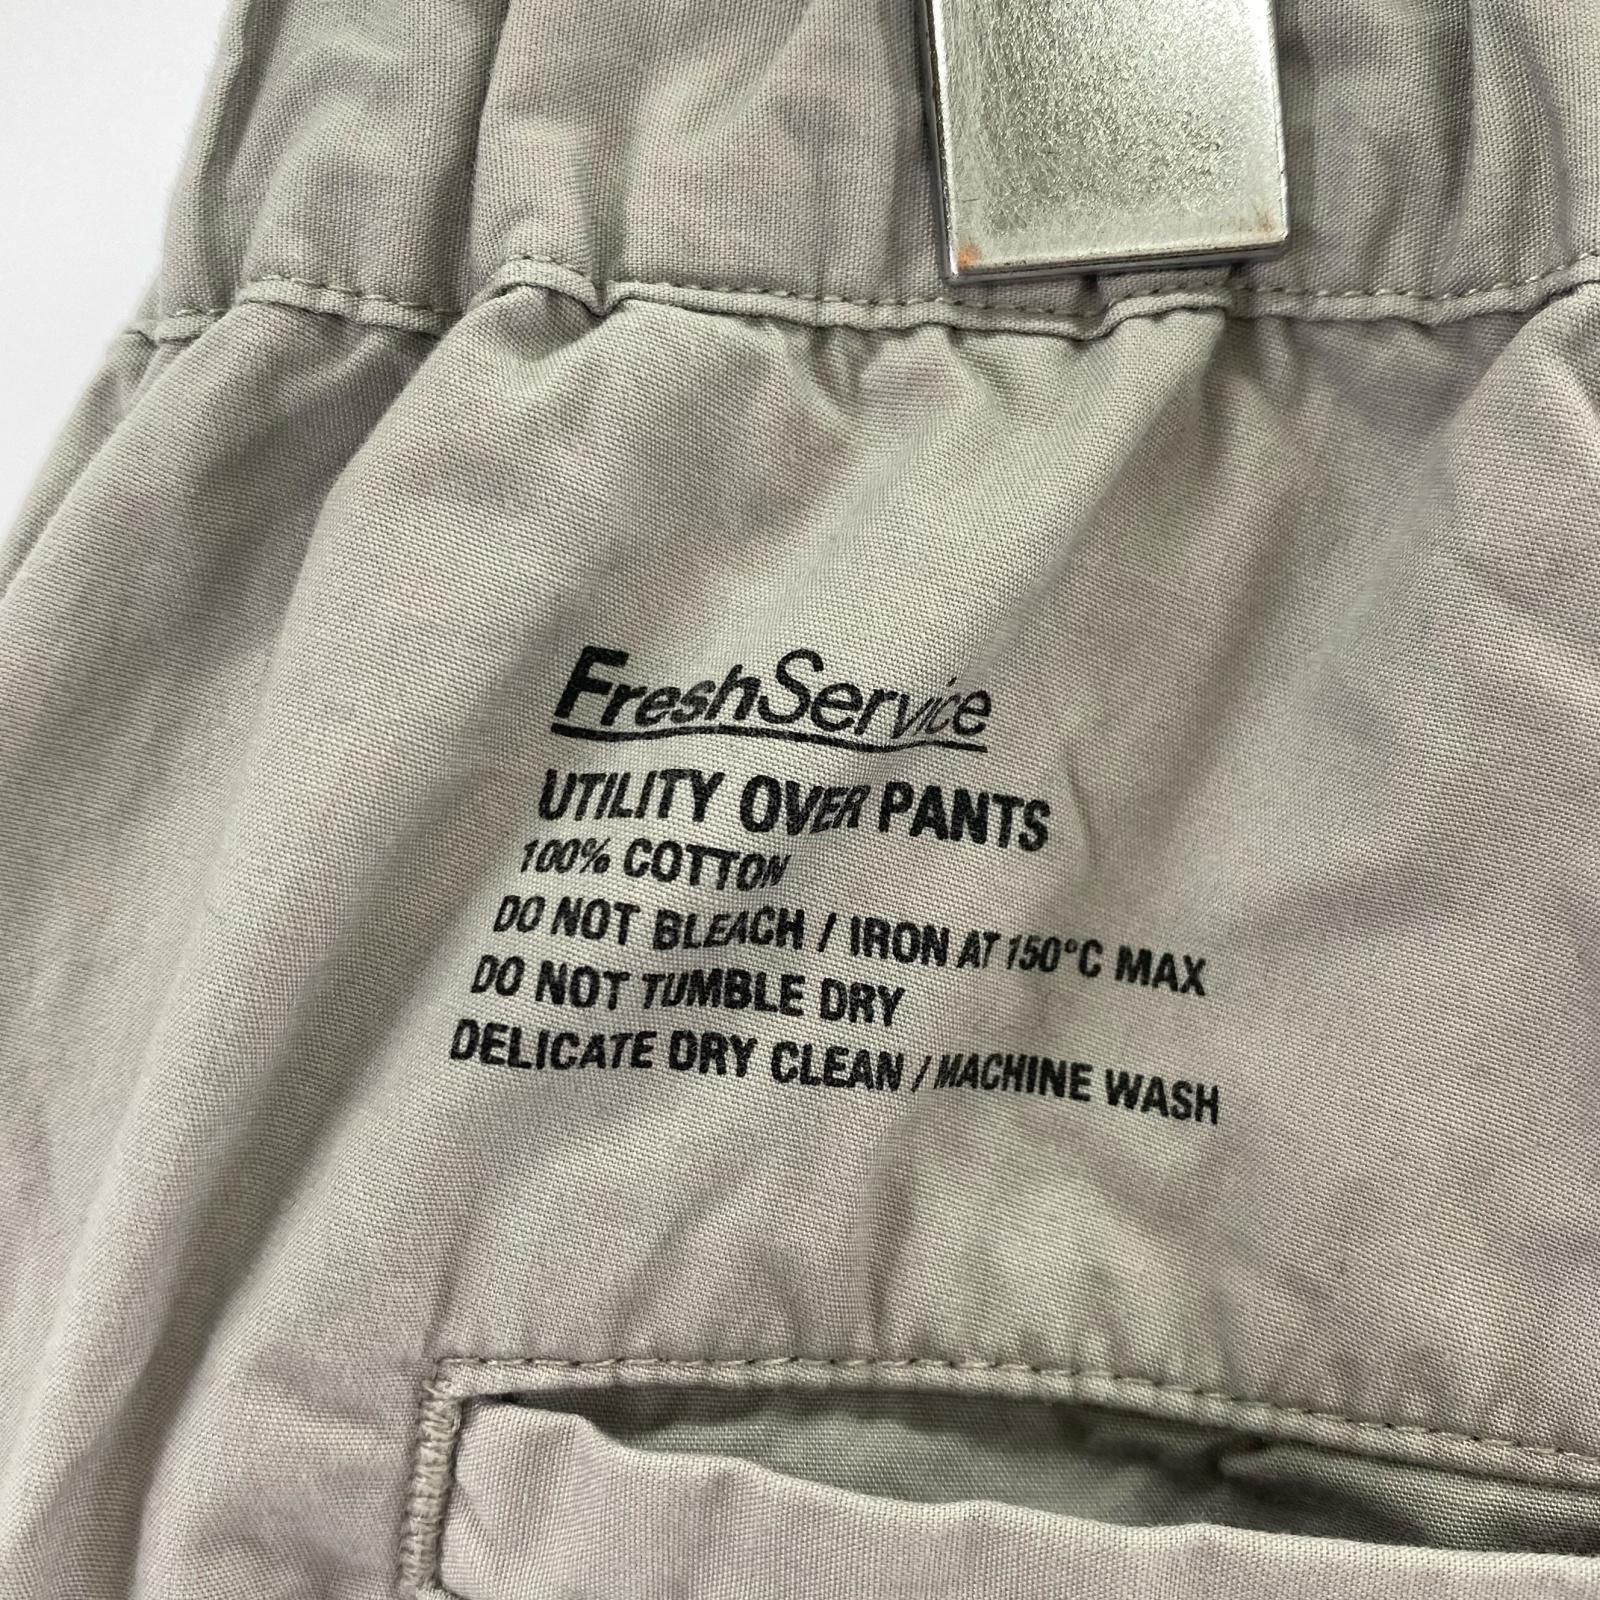 FreshService
UTILITY OVER PANTS
100% COTTON
DO NOT BLEACH / IRON AT 150°C MAX
DO NOT TUMBLE DRY
DELICATE DRY CLEAN / MACHINE WASH